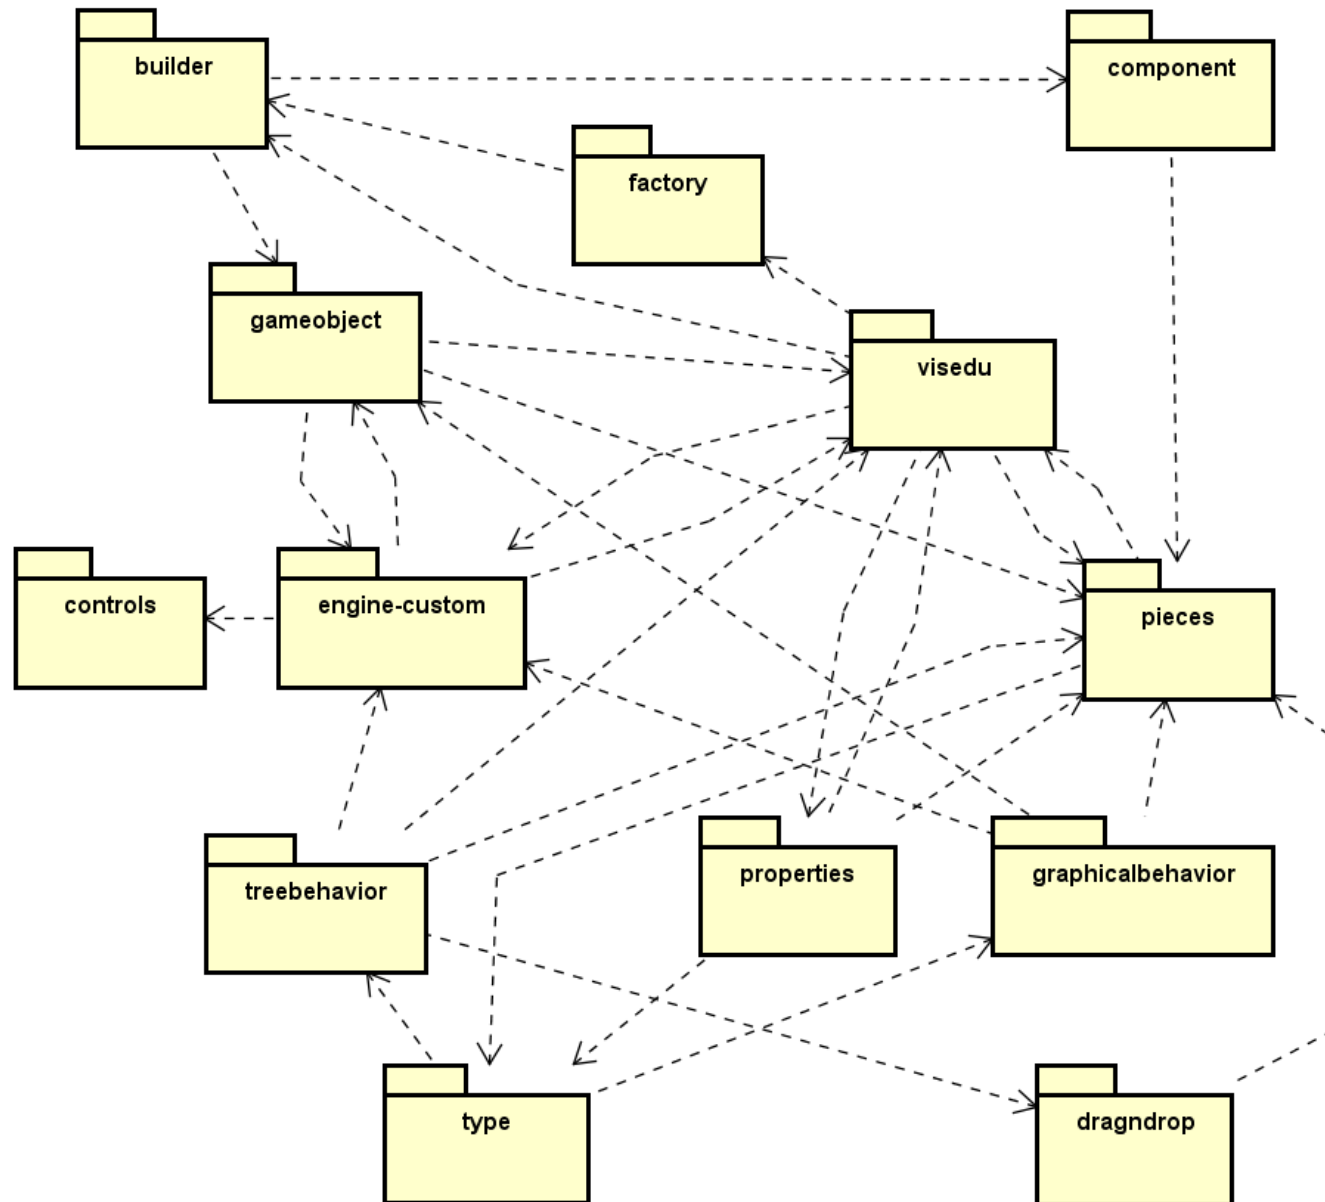 builder
component
factory
gameobject
visedu
controls
engine-custom
pieces
treebehavior
properties
graphicalbehavior
type
dragndrop